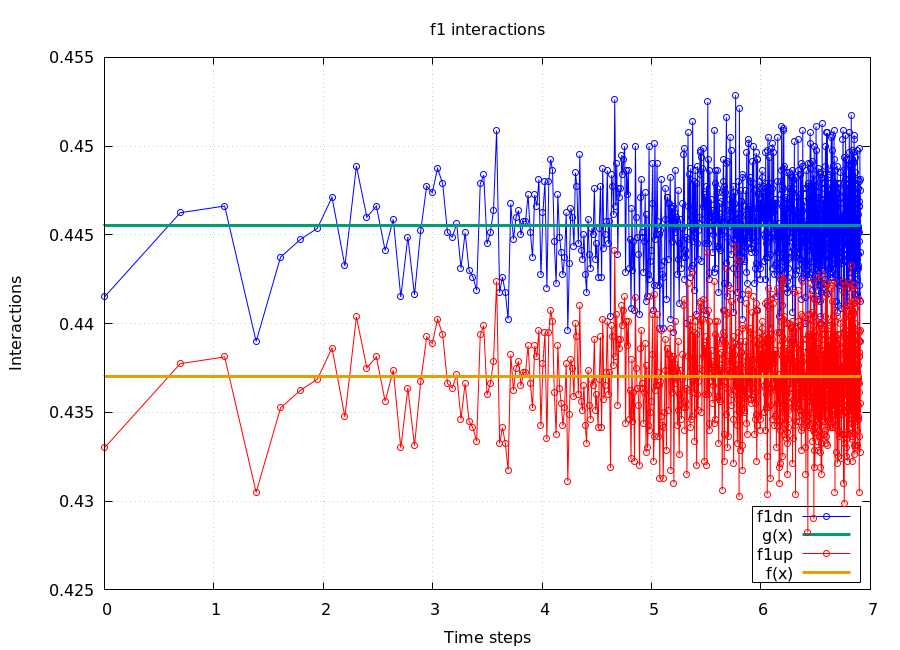 f1 interactions
0.455
0.45
0.445
0.44
0.435
0.43
0.425
Interactions
0 1 2 3 4 5 6 7
Time steps
f1dn
g(x)
f1up
f(x)